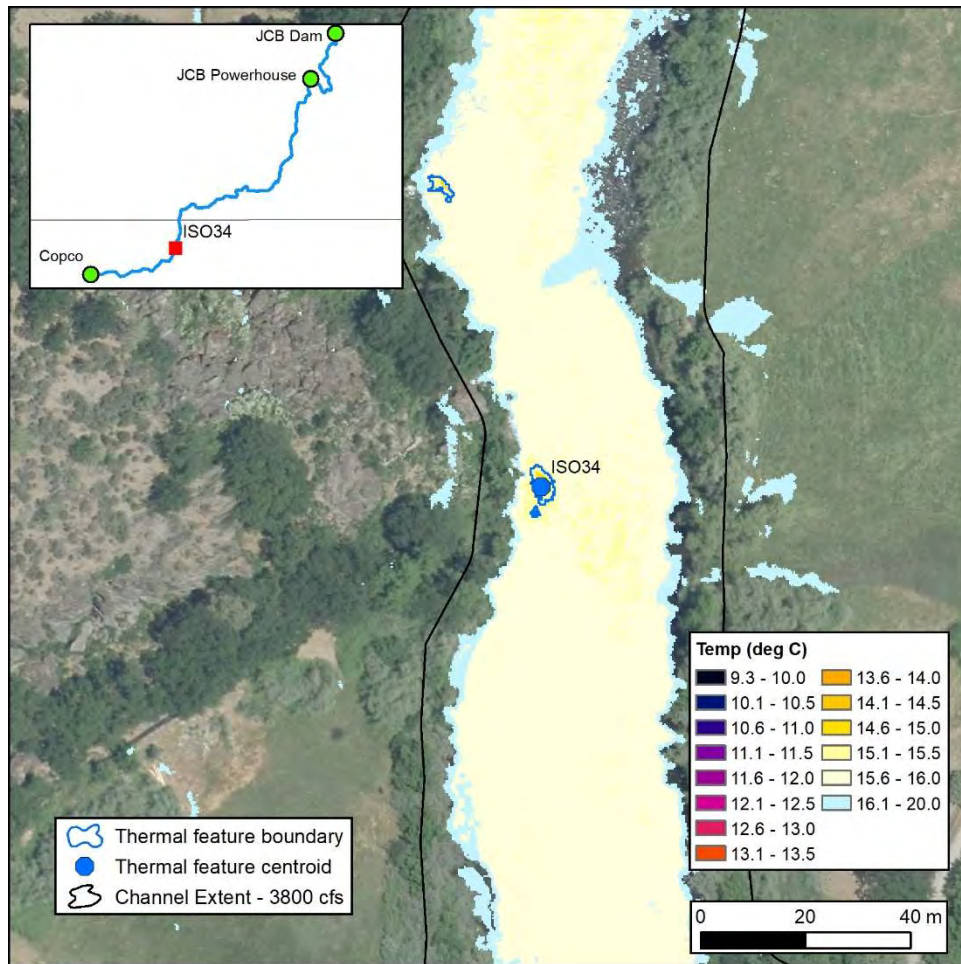 JCB Dam
JCB Powerhouse
ISO34
Copco
ISO34
Temp (deg C)
9.3 - 10.0
10.1 - 10.5
10.6 - 11.0
11.1 - 11.5
11.6 - 12.0
12.1 - 12.5
12.6 - 13.0
13.1 - 13.5
13.6 - 14.0
14.1 - 14.5
14.6 - 15.0
15.1 - 15.5
15.6 - 16.0
16.1 - 20.0
Thermal feature boundary
Thermal feature centroid
Channel Extent - 3800 cfs
0 20 40 m